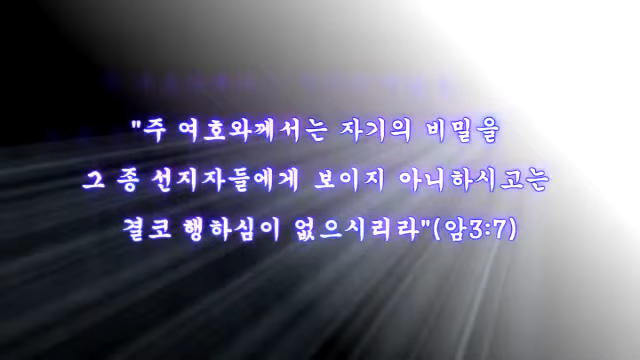 "주 여호와께서는 자기의 비밀을
그 종 선지자들에게 보이지 아니하시고는
결코 행하심이 없으시리라"(암3:7)